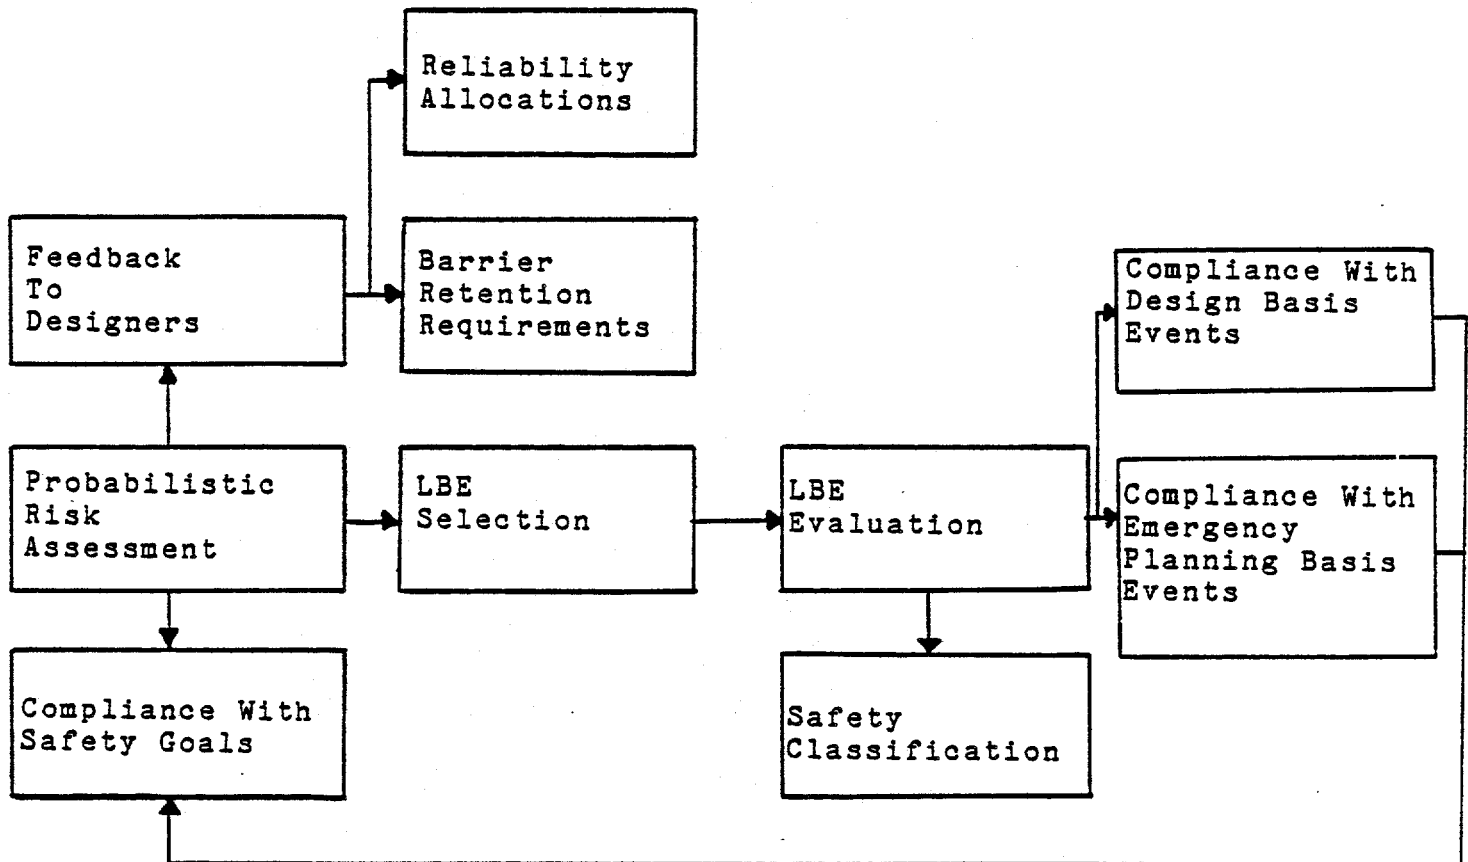 Reliability
Allocations
Feedback
To
Designers
Barrier
Retention
Requirements
Compliance With
Design Basis
Events
Probabilistic
Risk
Assessment
LBE
Selection
LBE
Evaluation
Compliance With
Emergency
Planning Basis
Events
Compliance With
Safety Goals
Safety
Classification